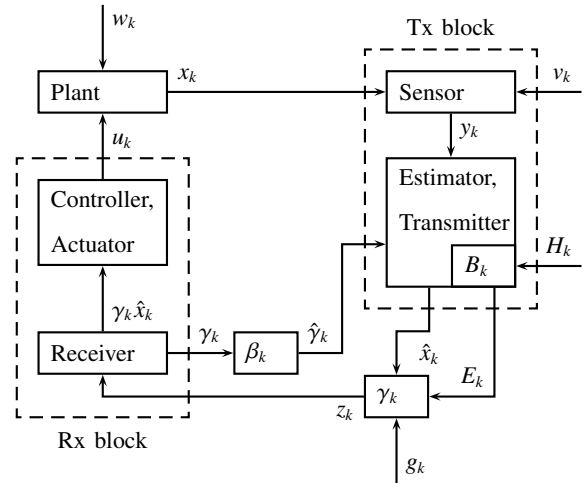 w_k
Tx block
x_k
v_k
Plant
Sensor
u_k
y_k
Controller,
Actuator
Estimator,
Transmitter
B_k
H_k
γ_k x̂_k
γ_k
γ̂_k
Receiver
β_k
x̂_k
E_k
z_k
γ_k
Rx block
g_k